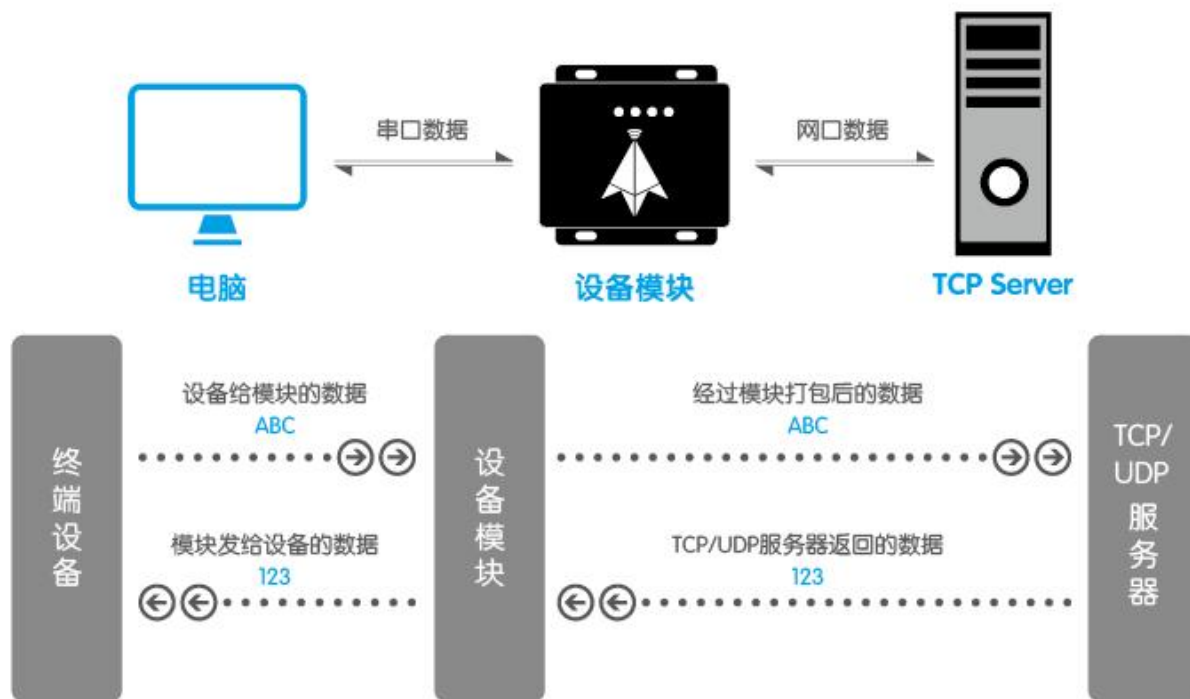 串口数据
网口数据
电脑
设备模块
TCP Server
终端设备
设备给模块的数据
ABC
模块发给设备的数据
123
设备模块
经过模块打包后的数据
ABC
TCP/UDP服务器返回的数据
123
TCP/
UDP
服务器